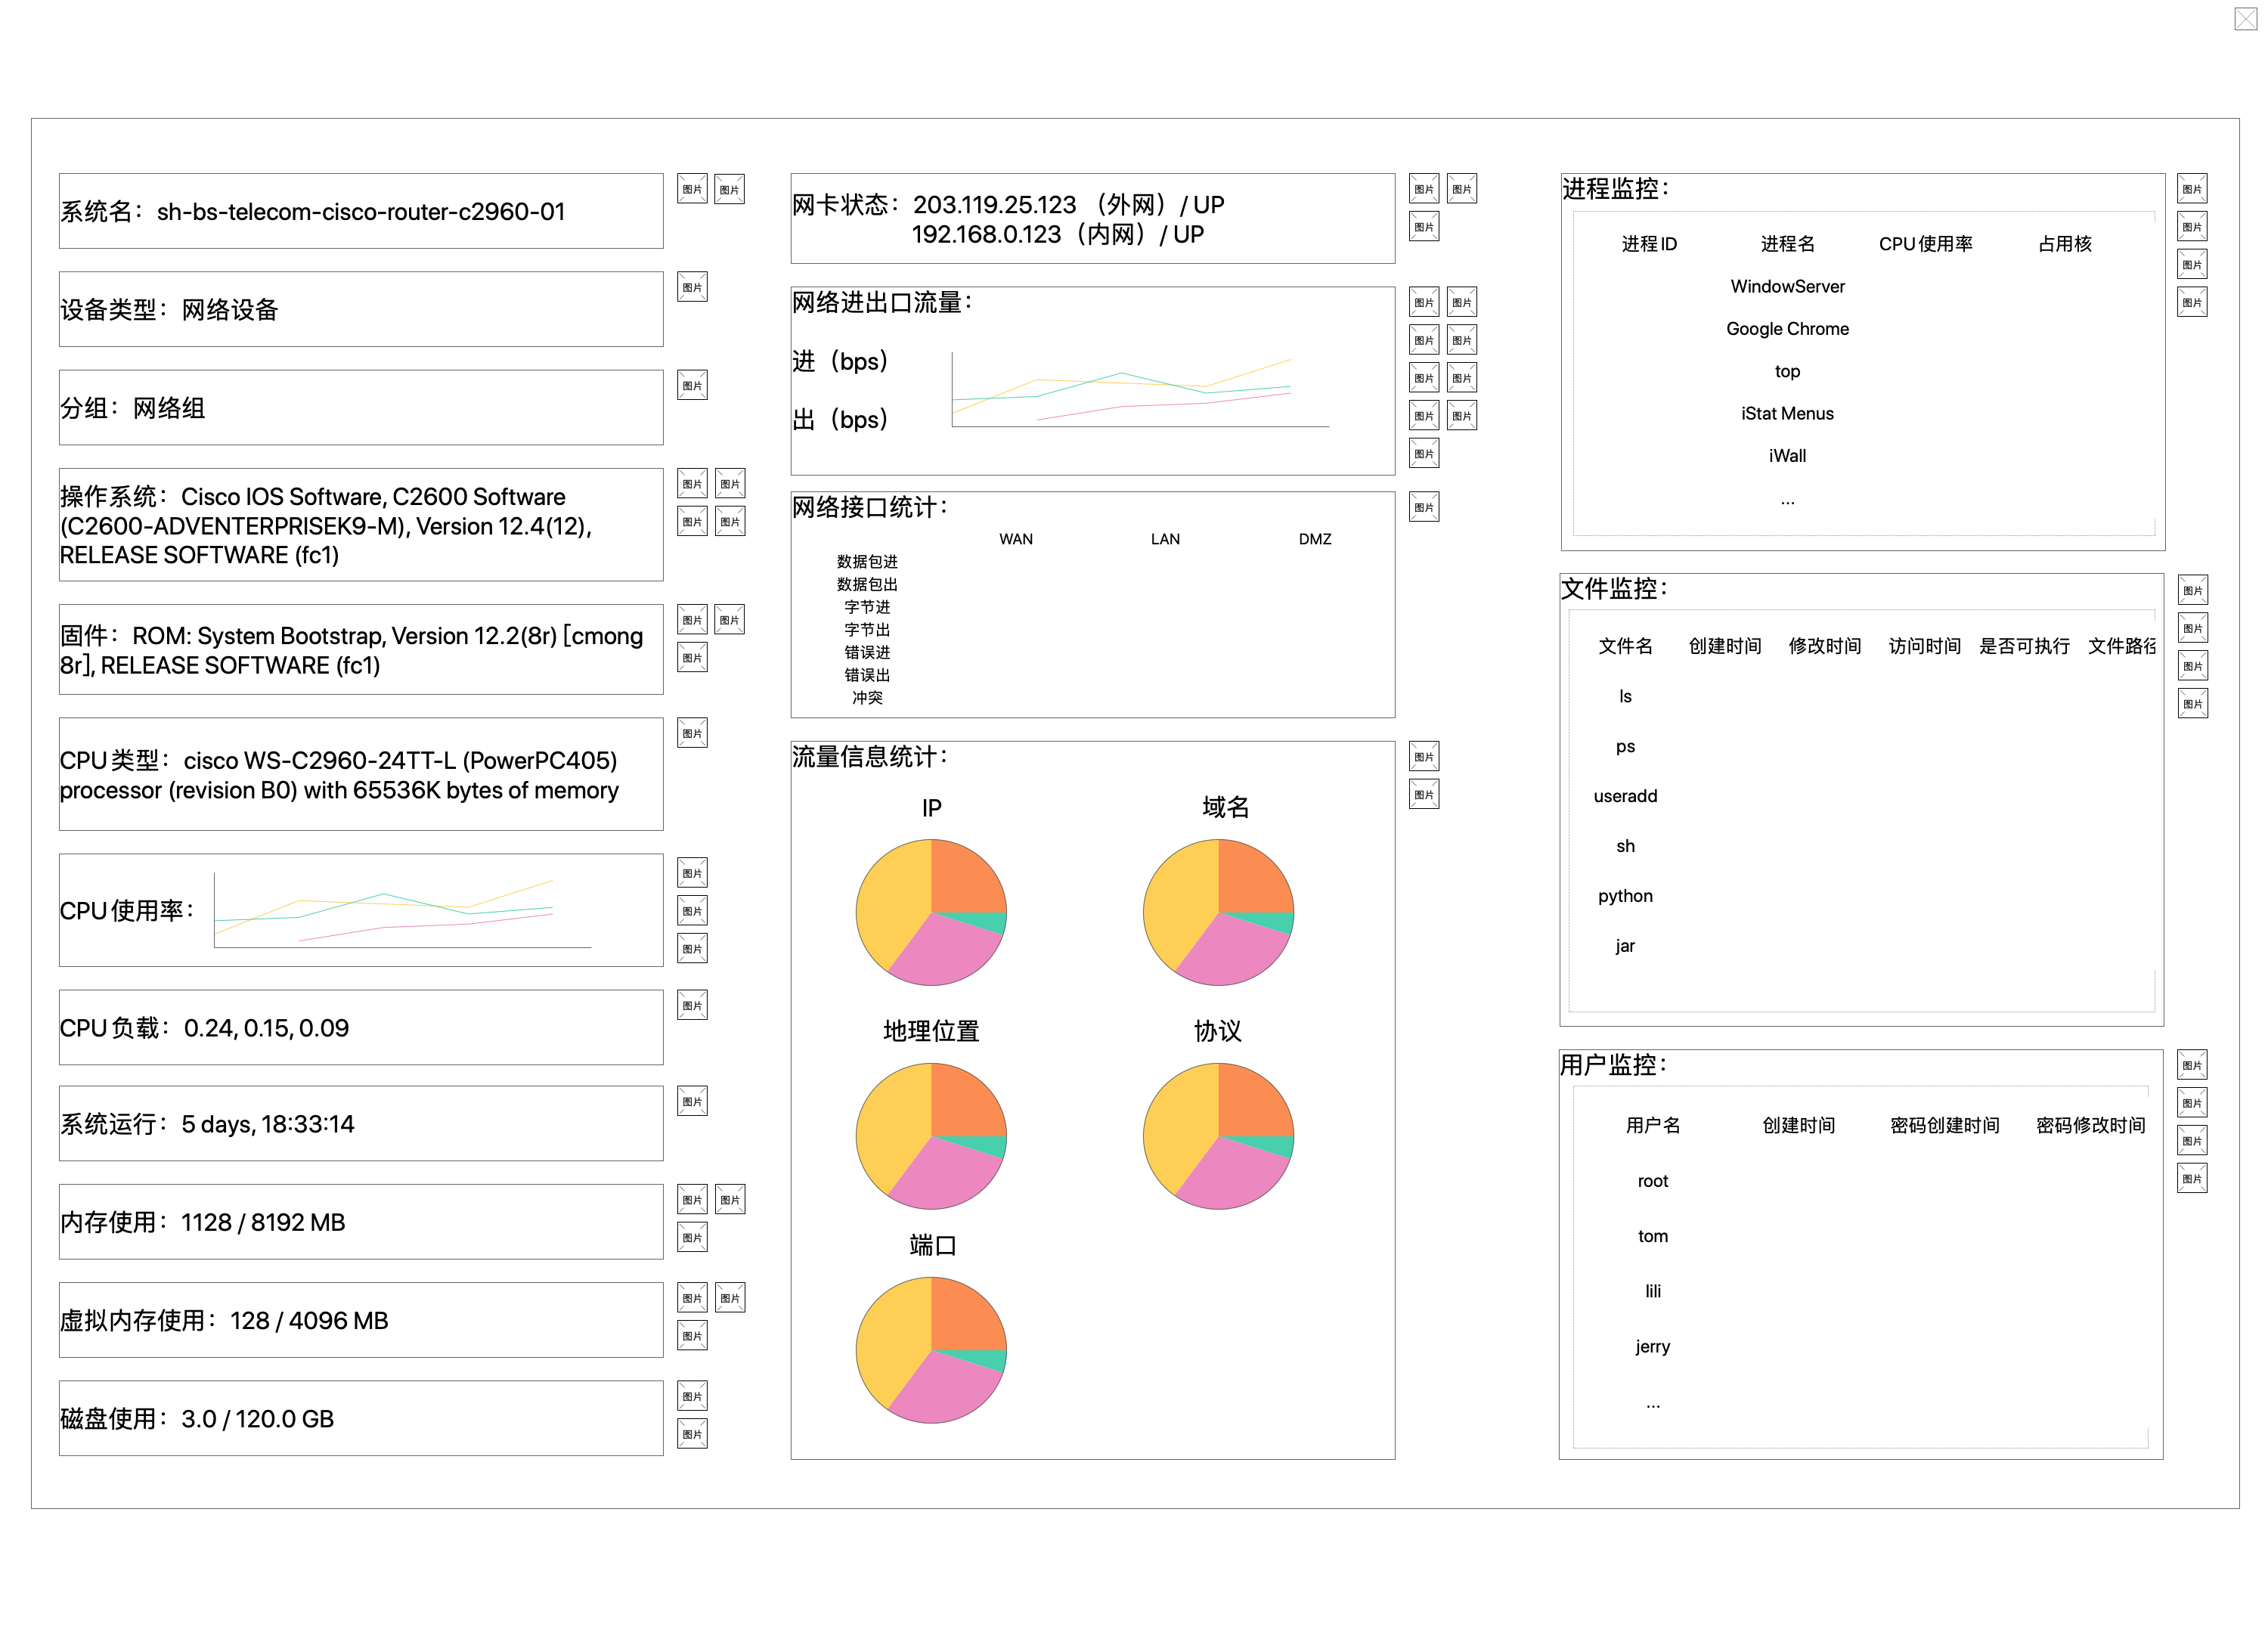 系统名：sh-bs-telecom-cisco-router-c2960-01
图片 图片
设备类型：网络设备
图片
分组：网络组
图片
操作系统：Cisco IOS Software, C2600 Software
(C2600-ADVENTERPRISEK9-M), Version 12.4(12),
RELEASE SOFTWARE (fc1)
图片 图片
图片 图片
固件：ROM: System Bootstrap, Version 12.2(8r) [cmong
8r], RELEASE SOFTWARE (fc1)
图片 图片
图片
CPU类型：cisco WS-C2960-24TT-L (PowerPC405)
processor (revision B0) with 65536K bytes of memory
图片
CPU使用率：
图片
图片
图片
CPU负载：0.24, 0.15, 0.09
图片
系统运行：5 days, 18:33:14
图片
内存使用：1128 / 8192 MB
图片 图片
图片
虚拟内存使用：128 / 4096 MB
图片 图片
图片
磁盘使用：3.0 / 120.0 GB
图片
图片
网卡状态：203.119.25.123 （外网）/ UP
192.168.0.123（内网）/ UP
图片 图片
图片
网络进出口流量：
进（bps）
出（bps）
图片 图片
图片 图片
图片 图片
图片 图片
图片
网络接口统计：
WAN LAN DMZ
数据包进
数据包出
字节进
字节出
错误进
错误出
冲突
图片
流量信息统计：
IP 域名
地理位置 协议
端口
图片
图片
进程监控：
进程ID 进程名 CPU使用率 占用核
WindowServer
Google Chrome
top
iStat Menus
iWall
...
图片
图片
图片
图片
文件监控：
文件名 创建时间 修改时间 访问时间 是否可执行 文件路径
ls
ps
useradd
sh
python
jar
图片
图片
图片
图片
用户监控：
用户名 创建时间 密码创建时间 密码修改时间
root
tom
lili
jerry
...
图片
图片
图片
图片